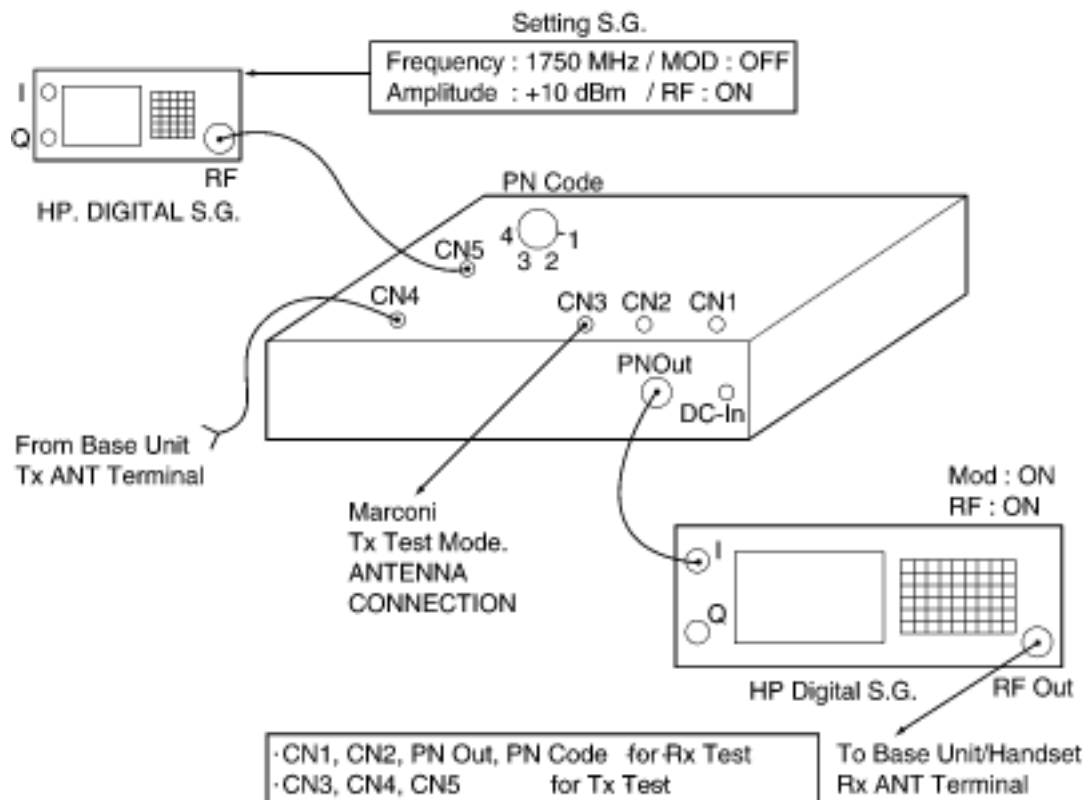 Setting S.G.
Frequency : 1750 MHz / MOD : OFF
Amplitude : +10 dBm / RF : ON
I
Q
RF
HP. DIGITAL S.G.
PN Code
4
1
3 2
CN5
CN4
CN3
CN2
CN1
PNOut
DC-In
From Base Unit
Tx ANT Terminal
Marconi
Tx Test Mode.
ANTENNA
CONNECTION
Mod : ON
RF : ON
I
Q
HP Digital S.G.
RF Out
·CN1, CN2, PN Out, PN Code for Rx Test
·CN3, CN4, CN5 for Tx Test
To Base Unit/Handset
Rx ANT Terminal